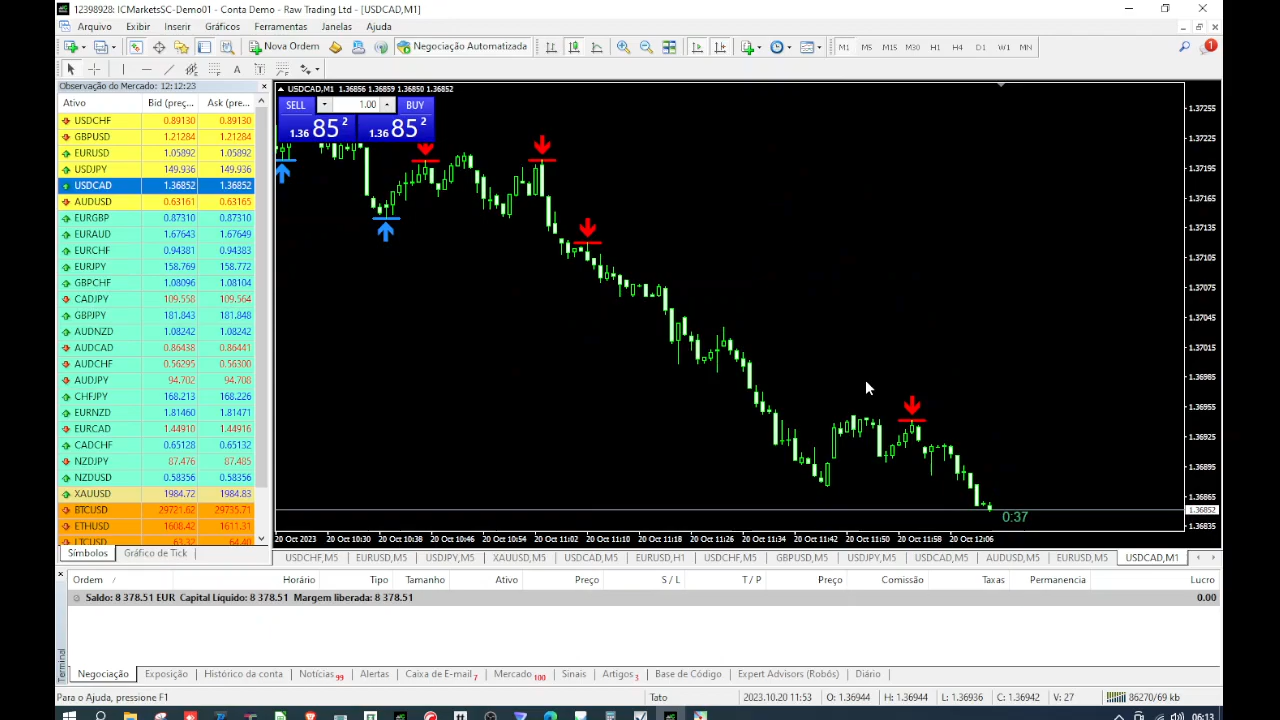 12398928: ICMarketsSC-Demo01 - Conta Demo - Raw Trading Ltd - [USDCAD,M1]
Arquivo Exibir Inserir Gráficos Ferramentas Janelas Ajuda
Nova Ordem Negociação Automatizada M1 M5 M15 M30 H1 H4 D1 W1 MN 1
A T
Observação do Mercado: 12:12:23
Ativo Bid (preç... Ask (pre...
USDCHF 0.89130 0.89130
GBPUSD 1.21284 1.21284
EURUSD 1.05892 1.05892
USDJPY 149.936 149.936
USDCAD 1.36852 1.36852
AUDUSD 0.63161 0.63165
EURGBP 0.87310 0.87310
EURAUD 1.67643 1.67649
EURCHF 0.94381 0.94383
EURJPY 158.769 158.772
GBPCHF 1.08096 1.08104
CADJPY 109.558 109.564
GBPJPY 181.843 181.848
AUDNZD 1.08242 1.08242
AUDCAD 0.86438 0.86441
AUDCHF 0.56295 0.56300
AUDJPY 94.702 94.708
CHFJPY 168.213 168.226
EURNZD 1.81460 1.81471
EURCAD 1.44910 1.44916
CADCHF 0.65128 0.65132
NZDJPY 87.476 87.485
NZDUSD 0.58356 0.58356
XAUUSD 1984.72 1984.83
BTCUSD 29721.62 29735.71
ETHUSD 1608.42 1611.31
LTCUSD 63.32 64.40
Símbolos Gráfico de Tick
USDCAD,M1 1.36856 1.36859 1.36850 1.36852
SELL 1.00 BUY
1.36 85 2 1.36 85 2
1.37255
1.37225
1.37195
1.37165
1.37135
1.37105
1.37075
1.37045
1.37015
1.36985
1.36955
1.36925
1.36895
1.36865
1.36852
1.36835
0:37
20 Oct 2023 20 Oct 10:30 20 Oct 10:38 20 Oct 10:46 20 Oct 10:54 20 Oct 11:02 20 Oct 11:10 20 Oct 11:18 20 Oct 11:26 20 Oct 11:34 20 Oct 11:42 20 Oct 11:50 20 Oct 11:58 20 Oct 12:06
USDCHF,M5 EURUSD,M5 USDJPY,M5 XAUUSD,M5 USDCAD,M5 EURUSD,H1 USDCHF,M5 GBPUSD,M5 USDJPY,M5 USDCAD,M5 AUDUSD,M5 EURUSD,M5 USDCAD,M1
Ordem Horário Tipo Tamanho Ativo Preço S / L T / P Preço Comissão Taxas Permanencia Lucro
Saldo: 8 378.51 EUR Capital Líquido: 8 378.51 Margem liberada: 8 378.51 0.00
Terminal
Negociação Exposição Histórico da conta Notícias 99 Alertas Caixa de E-mail 7 Mercado 100 Sinais Artigos 3 Base de Código Expert Advisors (Robôs) Diário
Para o Ajuda, pressione F1 Tato 2023.10.20 11:53 O: 1.36944 H: 1.36944 L: 1.36936 C: 1.36942 V: 27 86270/69 kb
06:13